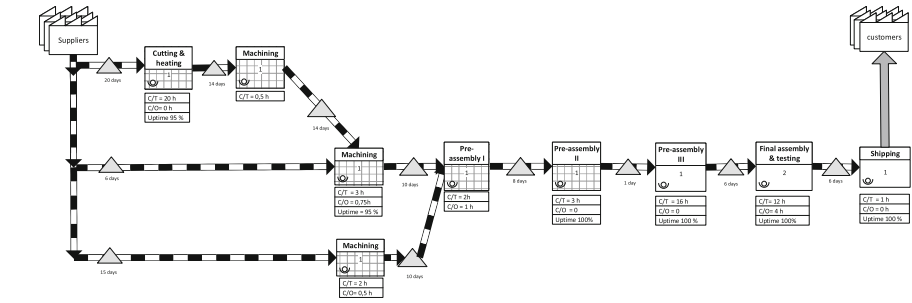 Suppliers
customers
Cutting &
heating
1
C/T = 20 h
C/O= 0 h
Uptime 95 %
Machining
1
C/T = 0,5 h
20 days
14 days
14 days
Machining
1
C/T = 3 h
C/O = 0,75h
Uptime = 95 %
6 days
10 days
Pre-
assembly I
1
C/T = 2h
C/O = 1 h
8 days
Pre-assembly
II
1
C/T = 3 h
C/O = 0
Uptime 100%
1 day
Pre-assembly
III
1
C/T = 16 h
C/O = 0
Uptime 100 %
6 days
Final assembly
& testing
2
C/T= 12 h
C/O= 4 h
Uptime 100%
6 days
Shipping
1
C/T = 1 h
C/O = 0 h
Uptime 100 %
Machining
1
C/T = 2 h
C/O= 0,5 h
15 days
10 days